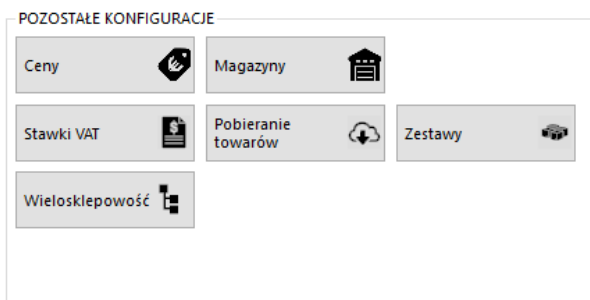 POZOSTAŁE KONFIGURACJE
Ceny
Magazyny
Stawki VAT
Pobieranie
towarów
Zestawy
Wielosklepowość